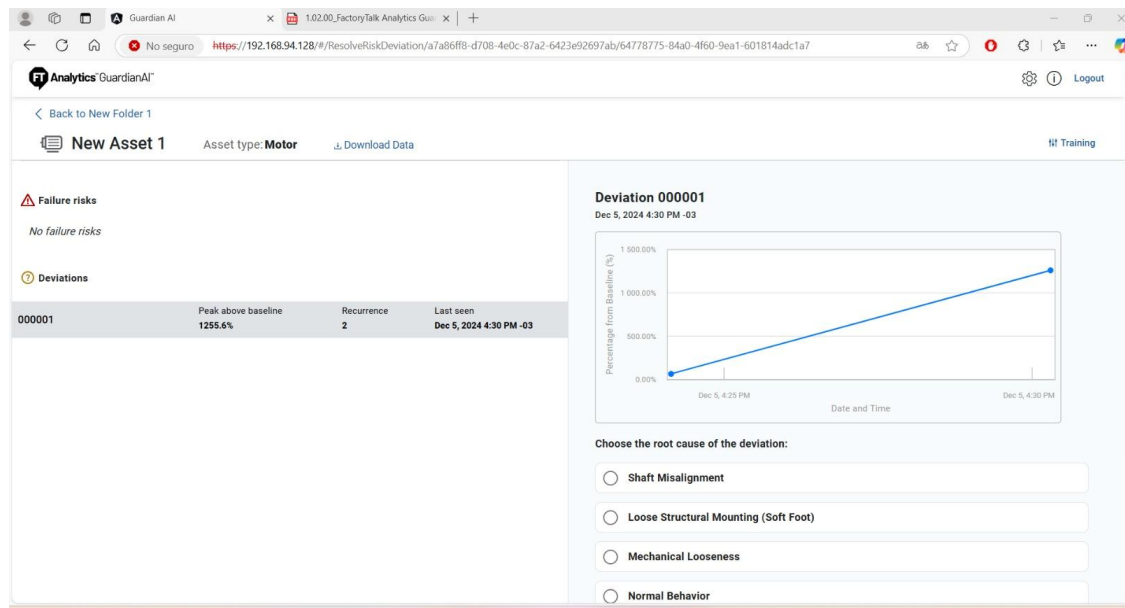 Guardian AI
1.02.00_FactoryTalk Analytics Gua
No seguro https://192.168.94.128/#/ResolveRiskDeviation/a7a86ff8-d708-4e0c-87a2-6423e92697ab/64778775-84a0-4f60-9ea1-601814adc1a7
FT Analytics™ GuardianAI™
Logout
Back to New Folder 1
New Asset 1 Asset type: Motor Download Data
Training
Failure risks
No failure risks
Deviations
000001
Peak above baseline
1255.6%
Recurrence
2
Last seen
Dec 5, 2024 4:30 PM -03
Deviation 000001
Dec 5, 2024 4:30 PM -03
Percentage from Baseline (%)
1 500.00%
1 000.00%
500.00%
0.00%
Dec 5, 4:25 PM
Dec 5, 4:30 PM
Date and Time
Choose the root cause of the deviation:
Shaft Misalignment
Loose Structural Mounting (Soft Foot)
Mechanical Looseness
Normal Behavior